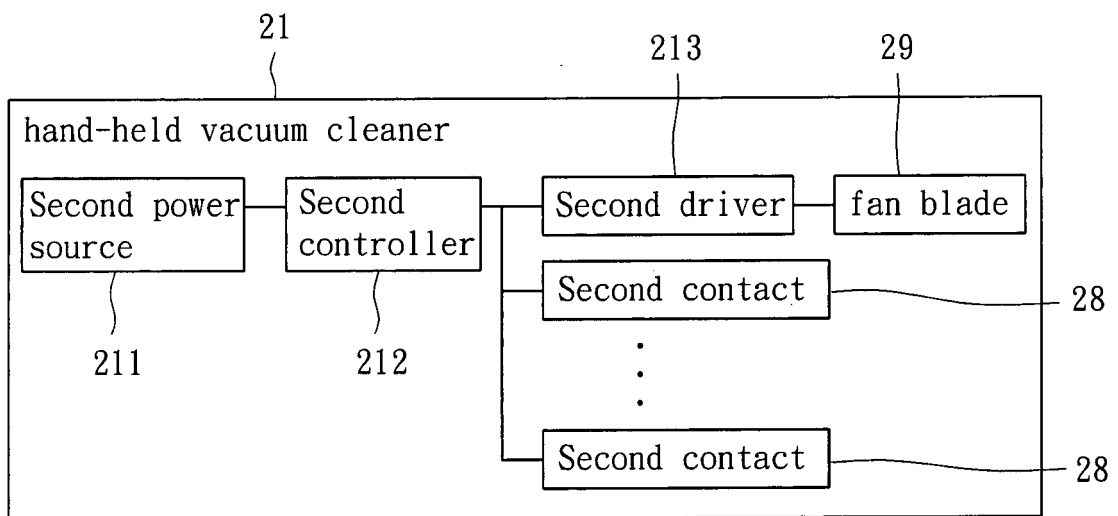 21
213
29
hand-held vacuum cleaner
Second power
source
Second
controller
Second driver
fan blade
Second contact
28
211
212
Second contact
28